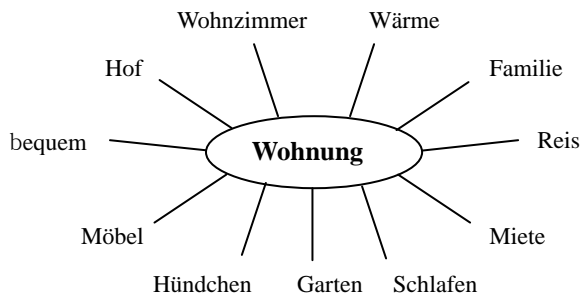 Wohnzimmer Wärme
Hof Familie
bequem Wohnung Reis
Möbel Miete
Hündchen Garten Schlafen